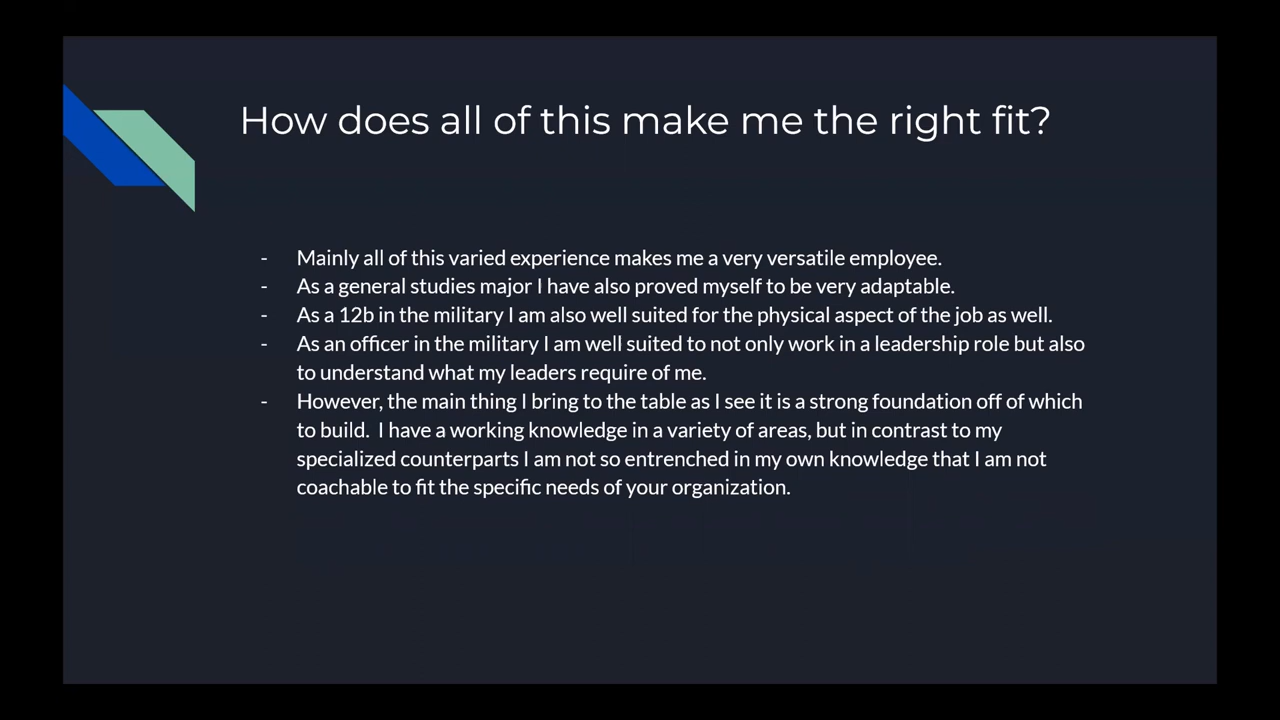 How does all of this make me the right fit?
- Mainly all of this varied experience makes me a very versatile employee.
- As a general studies major I have also proved myself to be very adaptable.
- As a 12b in the military I am also well suited for the physical aspect of the job as well.
- As an officer in the military I am well suited to not only work in a leadership role but also
to understand what my leaders require of me.
- However, the main thing I bring to the table as I see it is a strong foundation off of which
to build.  I have a working knowledge in a variety of areas, but in contrast to my
specialized counterparts I am not so entrenched in my own knowledge that I am not
coachable to fit the specific needs of your organization.